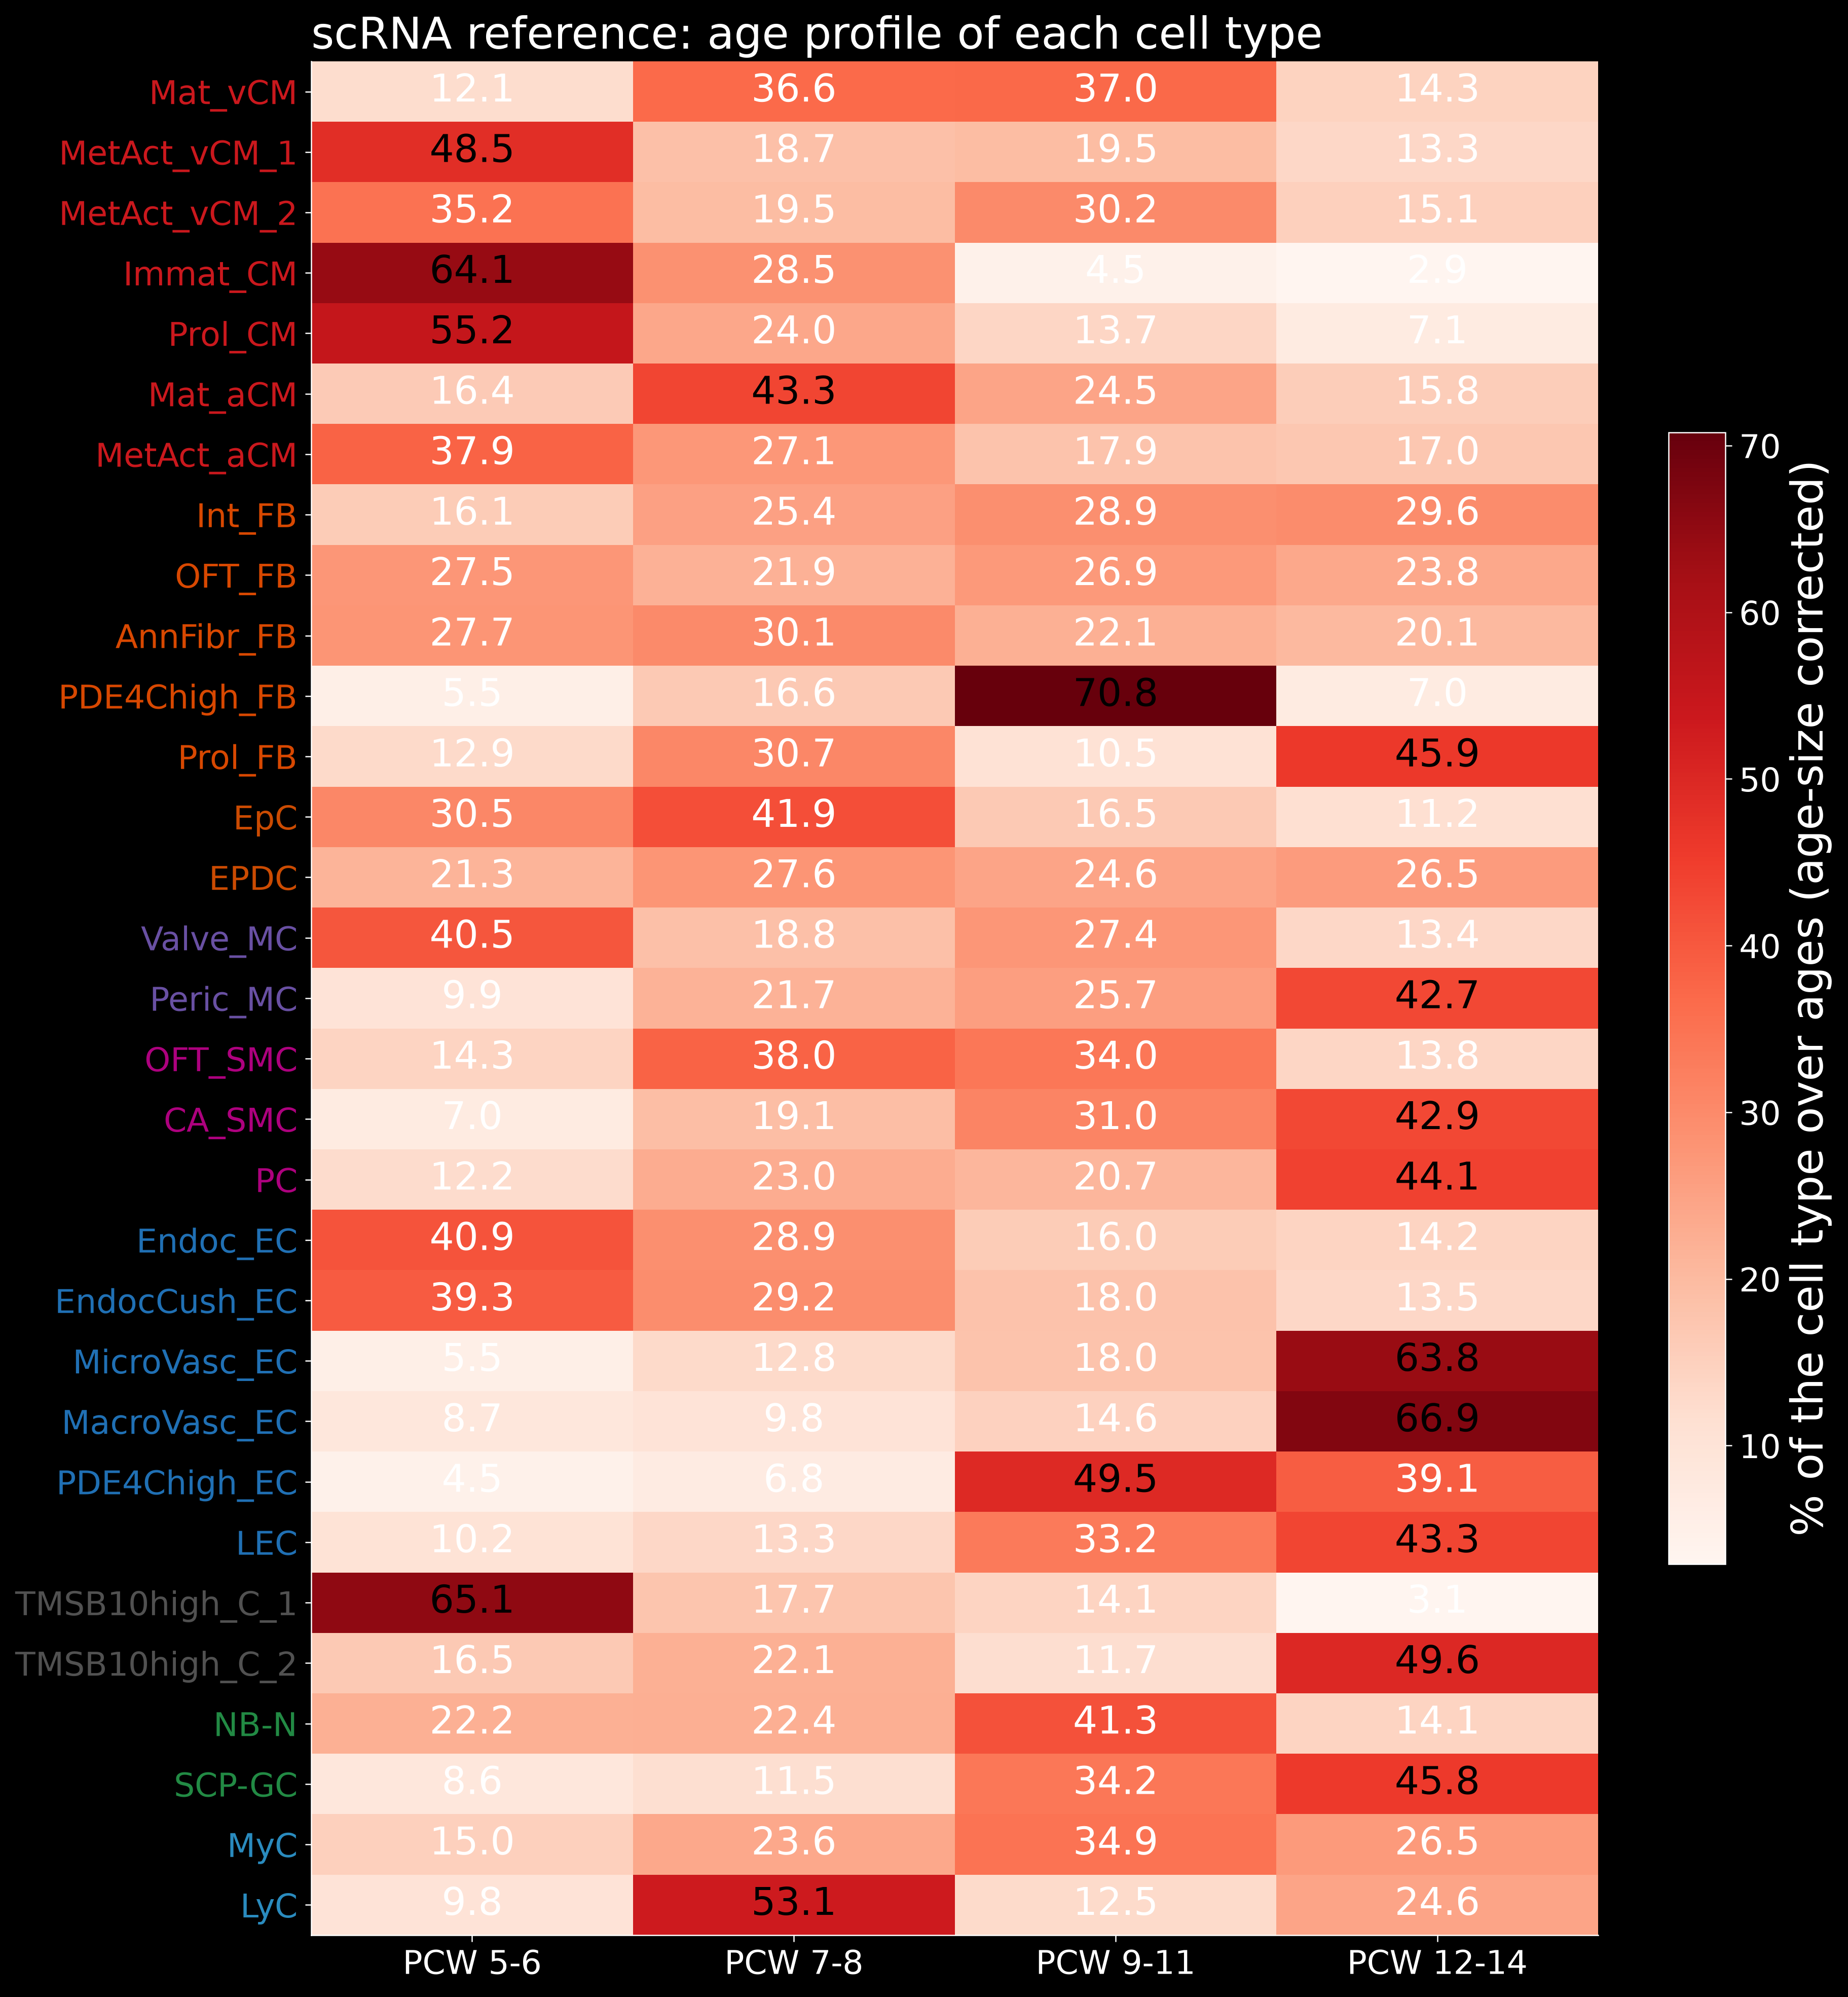 scRNA reference: age profile of each cell type
Mat_vCM 12.1 36.6 37.0 14.3
MetAct_vCM_1 48.5 18.7 19.5 13.3
MetAct_vCM_2 35.2 19.5 30.2 15.1
Immat_CM 64.1 28.5 4.5 2.9
Prol_CM 55.2 24.0 13.7 7.1
Mat_aCM 16.4 43.3 24.5 15.8
MetAct_aCM 37.9 27.1 17.9 17.0
Int_FB 16.1 25.4 28.9 29.6
OFT_FB 27.5 21.9 26.9 23.8
AnnFibr_FB 27.7 30.1 22.1 20.1
PDE4Chigh_FB 5.5 16.6 70.8 7.0
Prol_FB 12.9 30.7 10.5 45.9
EpC 30.5 41.9 16.5 11.2
EPDC 21.3 27.6 24.6 26.5
Valve_MC 40.5 18.8 27.4 13.4
Peric_MC 9.9 21.7 25.7 42.7
OFT_SMC 14.3 38.0 34.0 13.8
CA_SMC 7.0 19.1 31.0 42.9
PC 12.2 23.0 20.7 44.1
Endoc_EC 40.9 28.9 16.0 14.2
EndocCush_EC 39.3 29.2 18.0 13.5
MicroVasc_EC 5.5 12.8 18.0 63.8
MacroVasc_EC 8.7 9.8 14.6 66.9
PDE4Chigh_EC 4.5 6.8 49.5 39.1
LEC 10.2 13.3 33.2 43.3
TMSB10high_C_1 65.1 17.7 14.1 3.1
TMSB10high_C_2 16.5 22.1 11.7 49.6
NB-N 22.2 22.4 41.3 14.1
SCP-GC 8.6 11.5 34.2 45.8
MyC 15.0 23.6 34.9 26.5
LyC 9.8 53.1 12.5 24.6
PCW 5-6 PCW 7-8 PCW 9-11 PCW 12-14
70
60
50
40
30
20
10
% of the cell type over ages (age-size corrected)